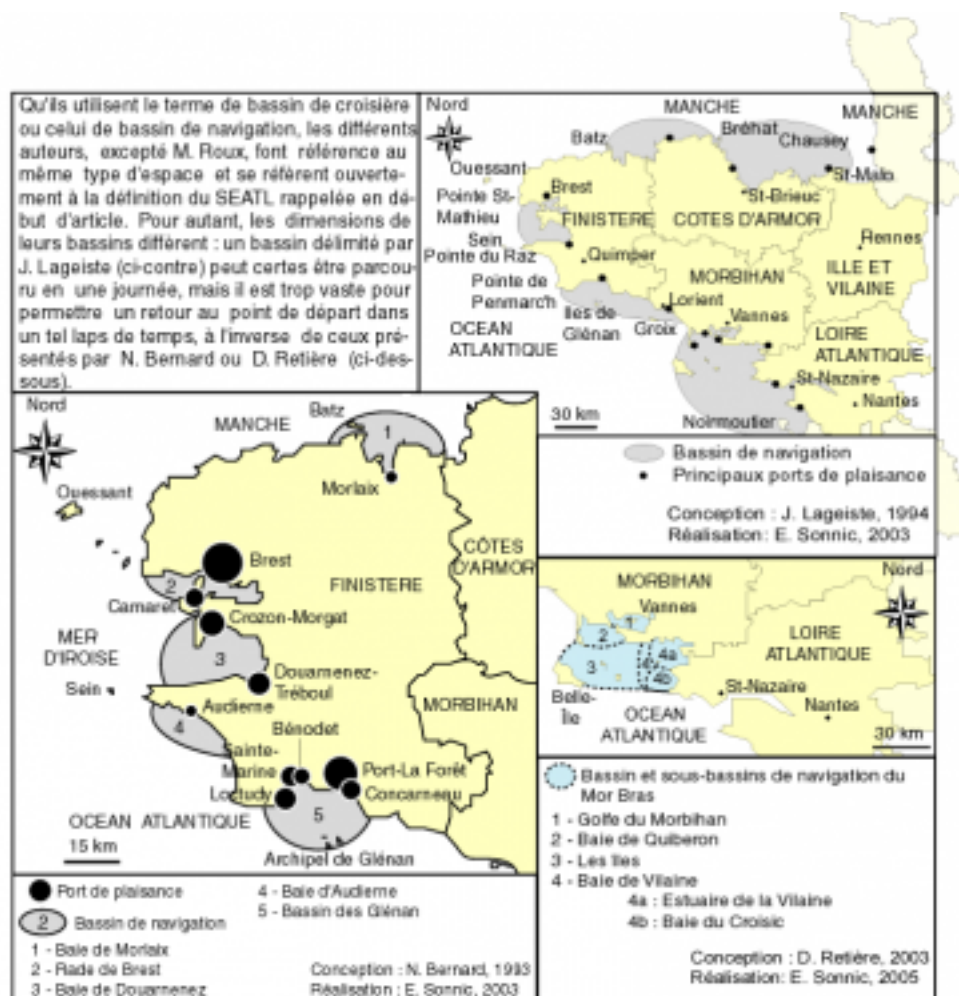 Qu'ils utilisent le terme de bassin de croisière
ou celui de bassin de navigation, les différents
auteurs, excepté M. Roux, font référence au
même type d'espace et se réfèrent ouverte-
ment à la définition du SEATL rappelée en dé-
but d'article. Pour autant, les dimensions de
leurs bassins diffèrent : un bassin délimité par
J. Lageiste (ci-contre) peut certes être parcou-
ru en une journée, mais il est trop vaste pour
permettre un retour au point de départ dans
un tel laps de temps, à l'inverse de ceux pré-
sentés par N. Bernard ou D. Retière (ci-des-
sous).
Nord
MANCHE
MANCHE
Batz
Bréhat
Chausey
Ouessant
St-Malo
Pointe St-
Mathieu
Brest
St-Brieuc
FINISTERE
COTES D'ARMOR
Sein
Rennes
Pointe du Raz
Quimper
MORBIHAN
ILLE ET
VILAINE
Pointe de
Penmarc'h
Lorient
Iles de
Glénan
Groix
Vannes
OCEAN
ATLANTIQUE
LOIRE
ATLANTIQUE
St-Nazaire
Nantes
Noirmoutier
30 km
Bassin de navigation
Principaux ports de plaisance
Conception : J. Lageiste, 1994
Réalisation : E. Sonnic, 2003
Nord
MANCHE
Batz
1
Morlaix
Ouessant
CÔTES
D'ARMOR
Brest
FINISTERE
2
Camaret
Crozon-Morgat
MER
D'IROISE
3
Douarnenez-
Tréboul
Sein
Audierne
MORBIHAN
4
Bénodet
Sainte-
Marine
Port-La Forêt
Loctudy
Concarneau
5
OCEAN ATLANTIQUE
15 km
Archipel de Glénan
Port de plaisance
2 Bassin de navigation
1 - Baie de Morlaix
2 - Rade de Brest
3 - Baie de Douarnenez
4 - Baie d'Audierne
5 - Bassin des Glénan
Conception : N. Bernard, 1993
Réalisation : E. Sonnic, 2003
MORBIHAN
Nord
Vannes
1
2
LOIRE
ATLANTIQUE
3
4
4a
4b
St-Nazaire
Belle-
Île
OCEAN
ATLANTIQUE
Nantes
30 km
Bassin et sous-bassins de navigation du
Mor Bras
1 - Golfe du Morbihan
2 - Baie de Quiberon
3 - Les îles
4 - Baie de Vilaine
4a : Estuaire de la Vilaine
4b : Baie du Croisic
Conception : D. Retière, 2003
Réalisation : E. Sonnic, 2005